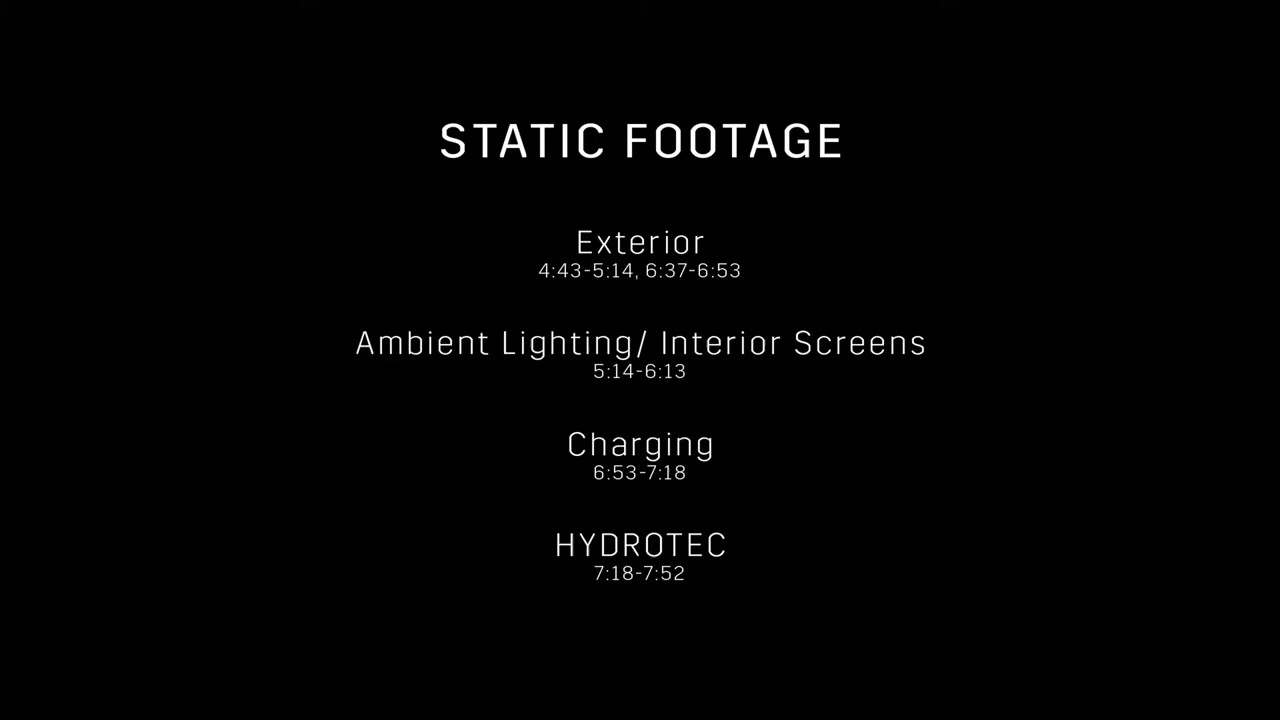 STATIC FOOTAGE
Exterior
4:43-5:14, 6:37-6:53
Ambient Lighting/ Interior Screens
5:14-6:13
Charging
6:53-7:18
HYDROTEC
7:18-7:52